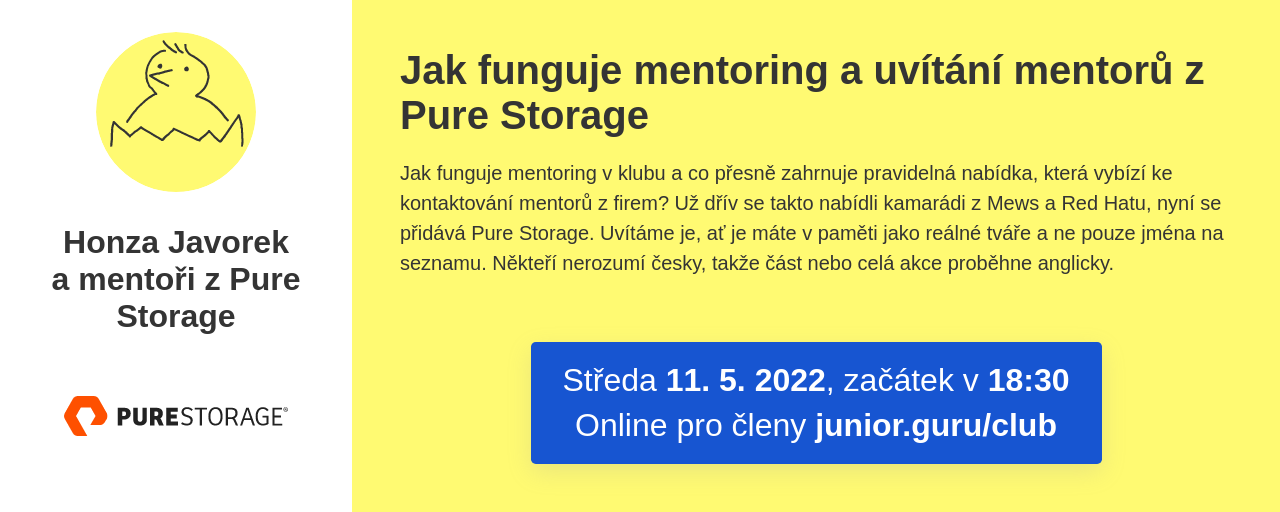 Honza Javorek
a mentoři z Pure
Storage
PURESTORAGE®
Jak funguje mentoring a uvítání mentorů z
Pure Storage
Jak funguje mentoring v klubu a co přesně zahrnuje pravidelná nabídka, která vybízí ke
kontaktování mentorů z firem? Už dřív se takto nabídli kamarádi z Mews a Red Hatu, nyní se
přidává Pure Storage. Uvítáme je, ať je máte v paměti jako reálné tváře a ne pouze jména na
seznamu. Někteří nerozumí česky, takže část nebo celá akce proběhne anglicky.
Středa 11. 5. 2022, začátek v 18:30
Online pro členy junior.guru/club